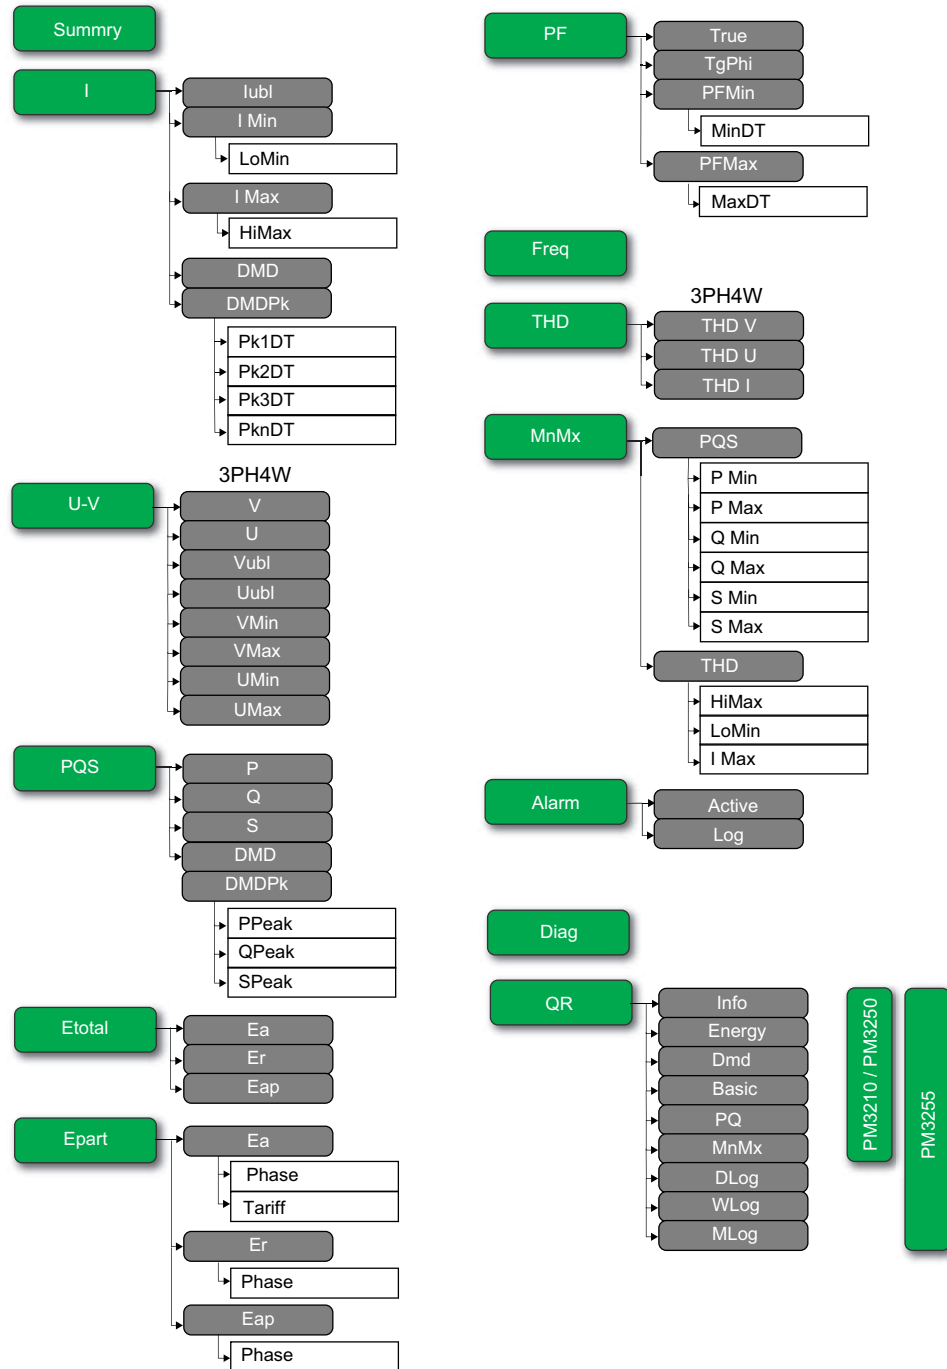 Summry
I
Iubl
I Min
LoMin
I Max
HiMax
DMD
DMDPk
Pk1DT
Pk2DT
Pk3DT
PknDT
3PH4W
U-V
V
U
Vubl
Uubl
VMin
VMax
UMin
UMax
PQS
P
Q
S
DMD
DMDPk
PPeak
QPeak
SPeak
Etotal
Ea
Er
Eap
Epart
Ea
Phase
Tariff
Er
Phase
Eap
Phase
PF
True
TgPhi
PFMin
MinDT
PFMax
MaxDT
Freq
3PH4W
THD
THD V
THD U
THD I
MnMx
PQS
P Min
P Max
Q Min
Q Max
S Min
S Max
THD
HiMax
LoMin
I Max
Alarm
Active
Log
Diag
QR
Info
Energy
Dmd
Basic
PQ
MnMx
DLog
WLog
MLog
PM3210 / PM3250
PM3255